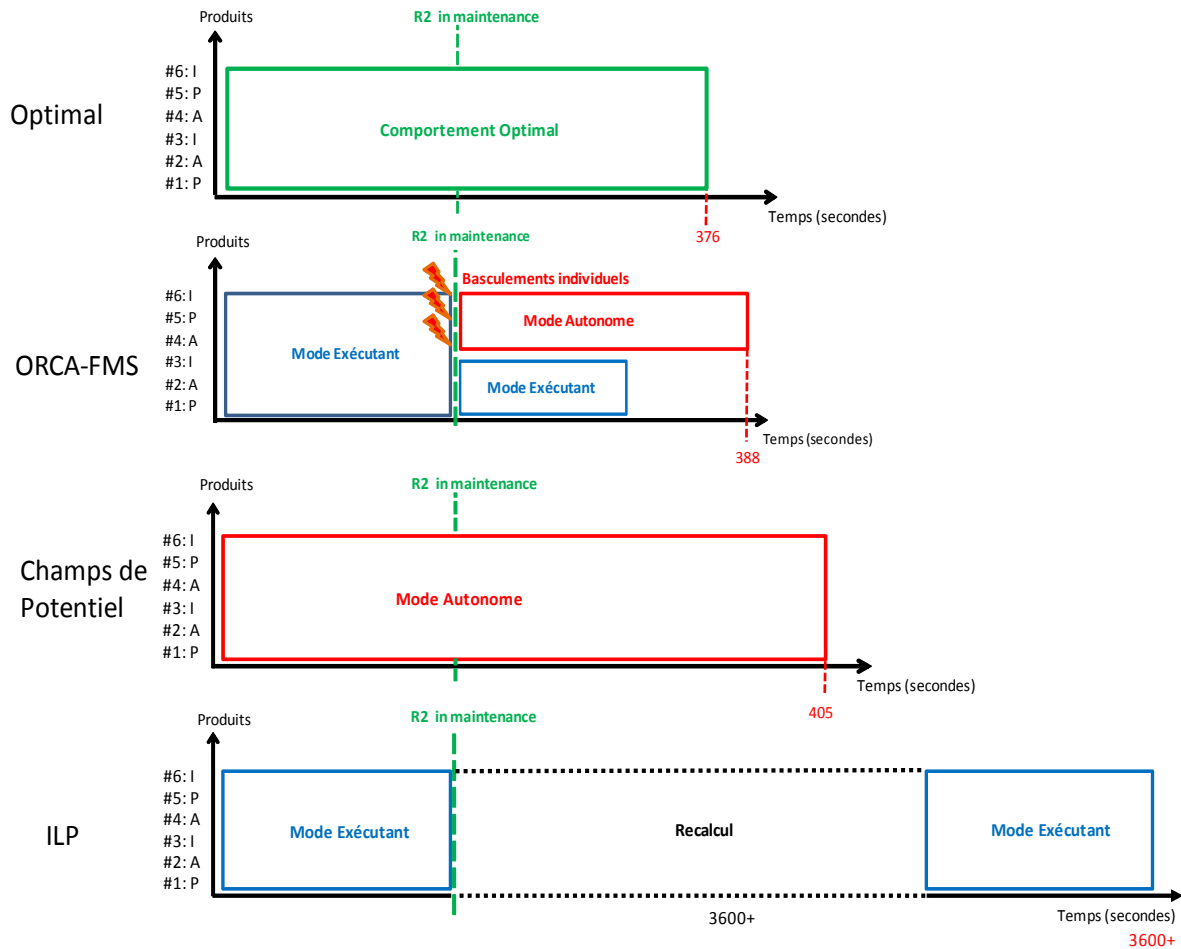 Produits
R2 in maintenance
Optimal
#6: I
#5: P
#4: A
#3: I
#2: A
#1: P
Comportement Optimal
Temps (secondes)
376
Produits
R2 in maintenance
ORCA-FMS
#6: I
#5: P
#4: A
#3: I
#2: A
#1: P
Basculements individuels
Mode Autonome
Mode Exécutant
Mode Exécutant
Temps (secondes)
388
Produits
R2 in maintenance
Champs de
Potentiel
#6: I
#5: P
#4: A
#3: I
#2: A
#1: P
Mode Autonome
Temps (secondes)
405
Produits
R2 in maintenance
ILP
#6: I
#5: P
#4: A
#3: I
#2: A
#1: P
Mode Exécutant
Recalcul
Mode Exécutant
3600+
Temps (secondes)
3600+